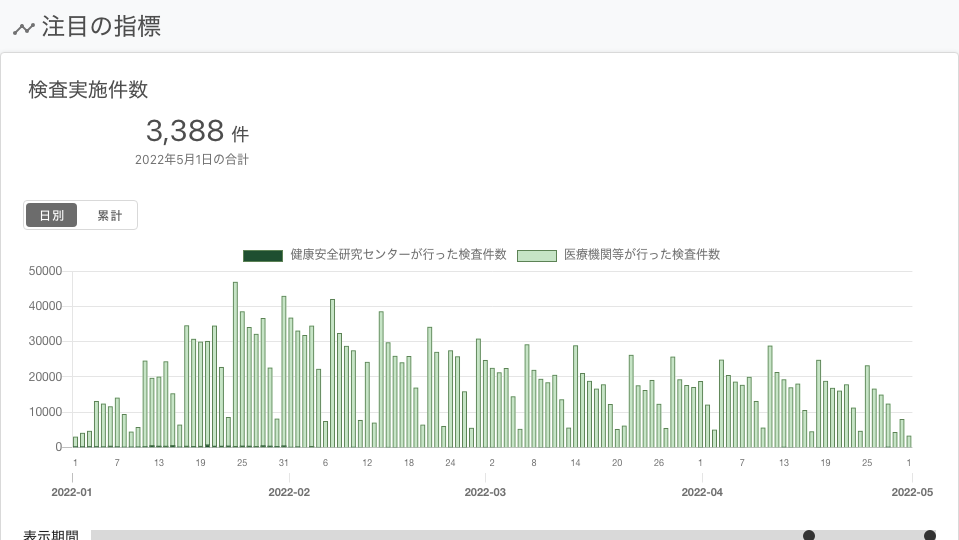 注目の指標
検査実施件数
3,388 件
2022年5月1日の合計
日別 累計
健康安全研究センターが行った検査件数 医療機関等が行った検査件数
50000
40000
30000
20000
10000
0
1 7 13 19 25 31 6 12 18 24 2 8 14 20 26 1 7 13 19 25 1
2022-01 2022-02 2022-03 2022-04 2022-05
表示期間